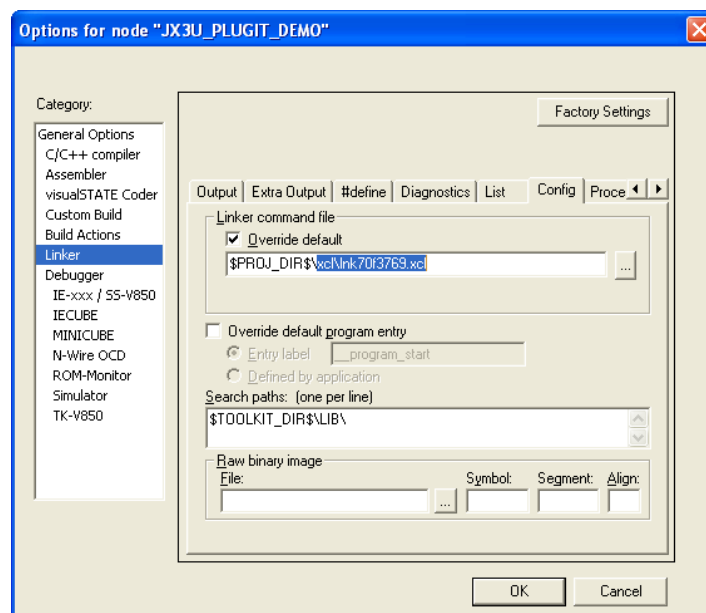 Options for node "JX3U_PLUGIT_DEMO"
Category:
Factory Settings
General Options
C/C++ compiler
Assembler
visualSTATE Coder
Custom Build
Build Actions
Linker
Debugger
IE-xxx / SS-V850
IECUBE
MINICUBE
N-Wire OCD
ROM-Monitor
Simulator
TK-V850
Output Extra Output #define Diagnostics List Config Proce
Linker command file
Override default
$PROJ_DIR$\xcl\lnk70f3769.xcl
...
Override default program entry
Entry label __program_start
Defined by application
Search paths: (one per line)
$TOOLKIT_DIR$\LIB\
Raw binary image
File: Symbol: Segment: Align:
...
OK Cancel